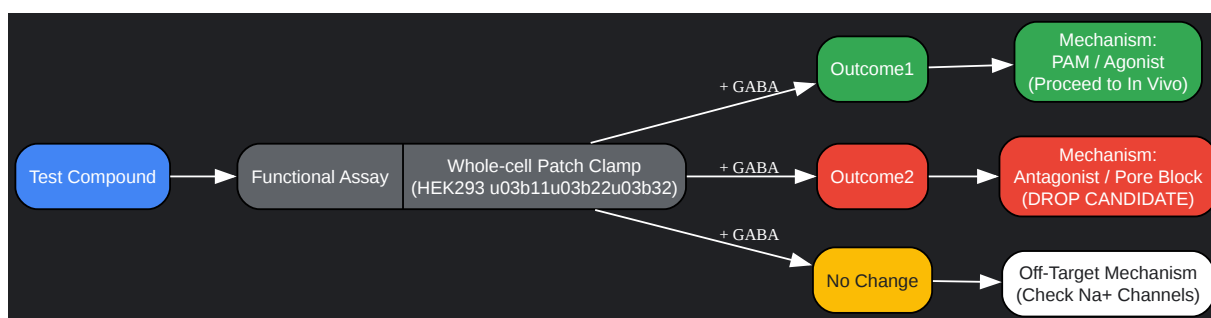 Test Compound
Functional Assay
Whole-cell Patch Clamp
(HEK293 u03b11u03b22u03b32)
+ GABA
Outcome1
Mechanism:
PAM / Agonist
(Proceed to In Vivo)
+ GABA
Outcome2
Mechanism:
Antagonist / Pore Block
(DROP CANDIDATE)
+ GABA
No Change
Off-Target Mechanism
(Check Na+ Channels)